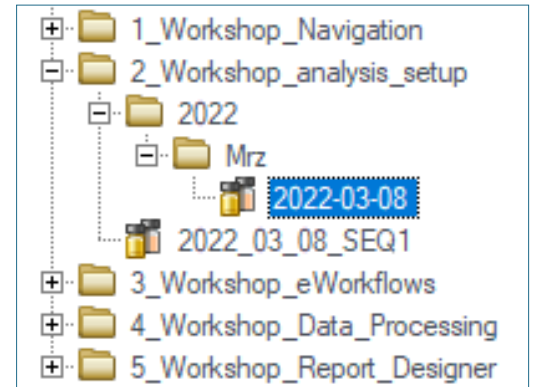 1_Workshop_Navigation
2_Workshop_analysis_setup
2022
Mrz
2022-03-08
2022_03_08_SEQ1
3_Workshop_eWorkflows
4_Workshop_Data_Processing
5_Workshop_Report_Designer